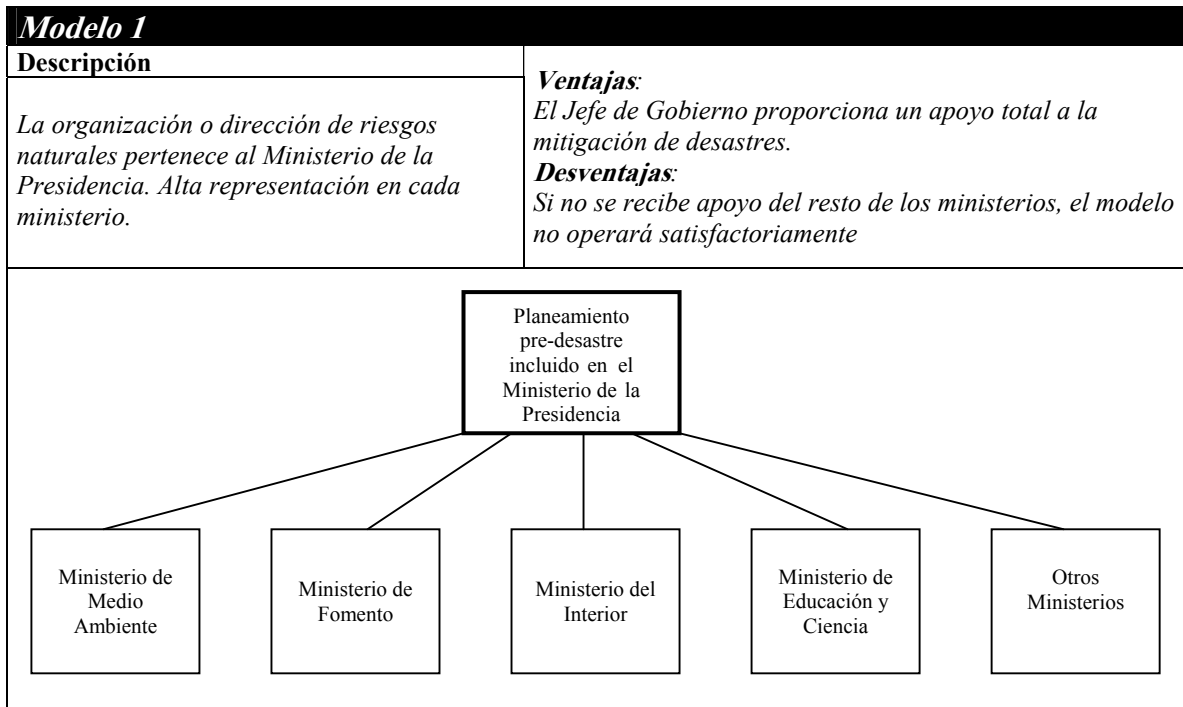 Modelo 1
Descripción
La organización o dirección de riesgos
naturales pertenece al Ministerio de la
Presidencia. Alta representación en cada
ministerio.
Ventajas:
El Jefe de Gobierno proporciona un apoyo total a la
mitigación de desastres.
Desventajas:
Si no se recibe apoyo del resto de los ministerios, el modelo
no operará satisfactoriamente
Planeamiento
pre-desastre
incluido en el
Ministerio de la
Presidencia
Ministerio de
Medio
Ambiente
Ministerio de
Fomento
Ministerio del
Interior
Ministerio de
Educación y
Ciencia
Otros
Ministerios